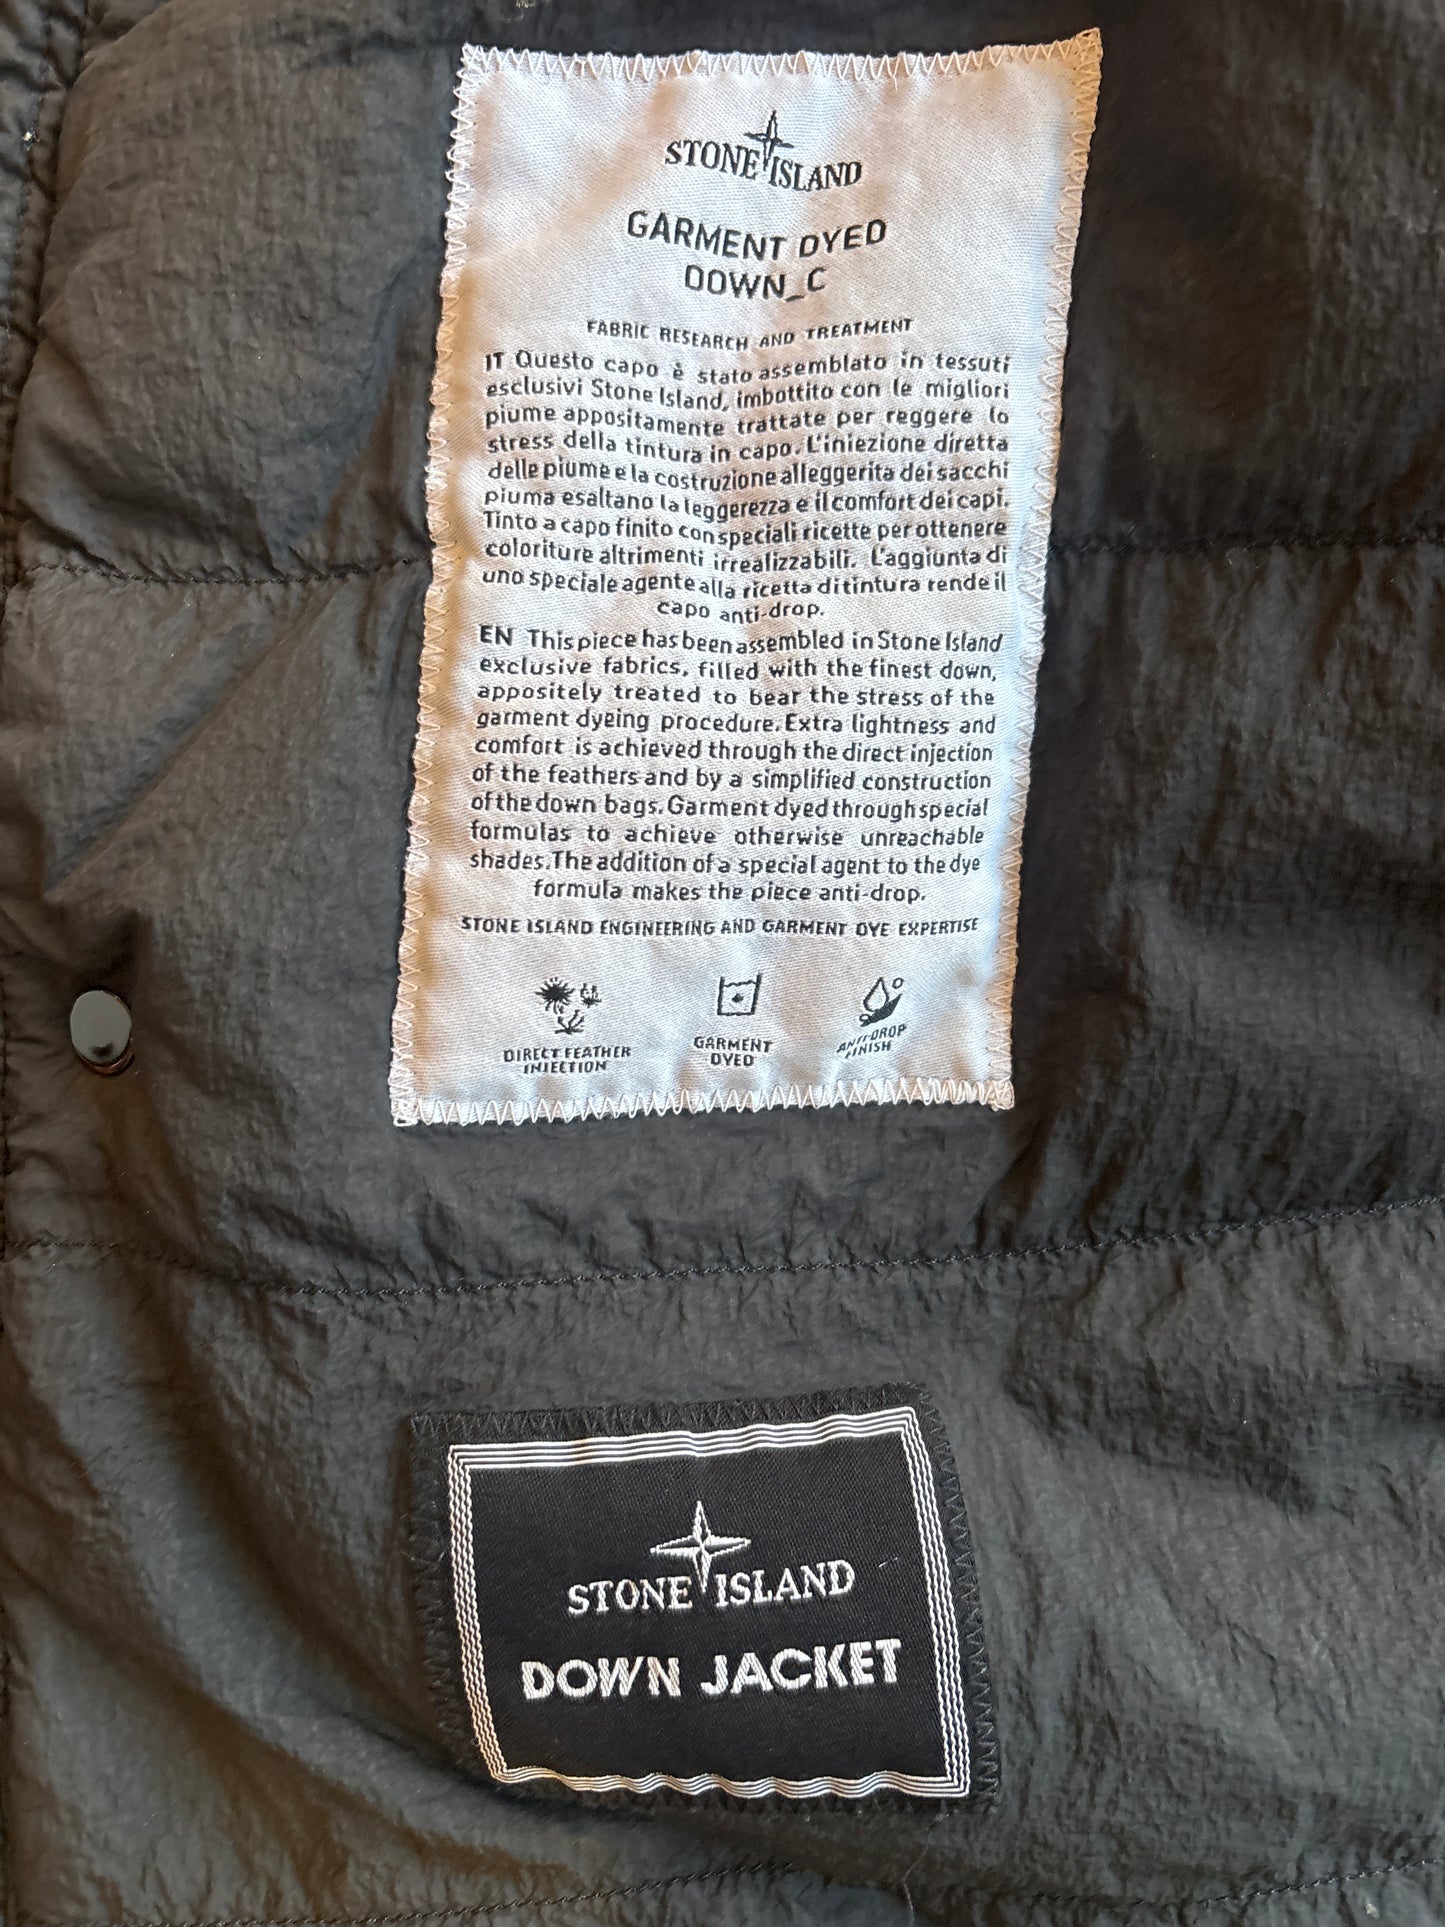 STONE ISLAND
GARMENT DYED
DOWN_C
FABRIC RESEARCH AND TREATMENT
IT Questo capo è stato assemblato in tessuti
esclusivi Stone Island, imbottito con le migliori
piume appositamente trattate per reggere lo
stress della tintura in capo. L'iniezione diretta
delle piume e la costruzione alleggerita dei sacchi
piuma esaltano la leggerezza e il comfort dei capi.
Tinto a capo finito con speciali ricette per ottenere
coloriture altrimenti irrealizzabili. L'aggiunta di
uno speciale agente alla ricetta di tintura rende il
capo anti-drop.
EN This piece has been assembled in Stone Island
exclusive fabrics, filled with the finest down,
appositely treated to bear the stress of the
garment dyeing procedure. Extra lightness and
comfort is achieved through the direct injection
of the feathers and by a simplified construction
of the down bags. Garment dyed through special
formulas to achieve otherwise unreachable
shades. The addition of a special agent to the dye
formula makes the piece anti-drop.
STONE ISLAND ENGINEERING AND GARMENT DYE EXPERTISE
DIRECT FEATHER
INJECTION
GARMENT
DYED
ANTI-DROP
FINISH
STONE ISLAND
DOWN JACKET